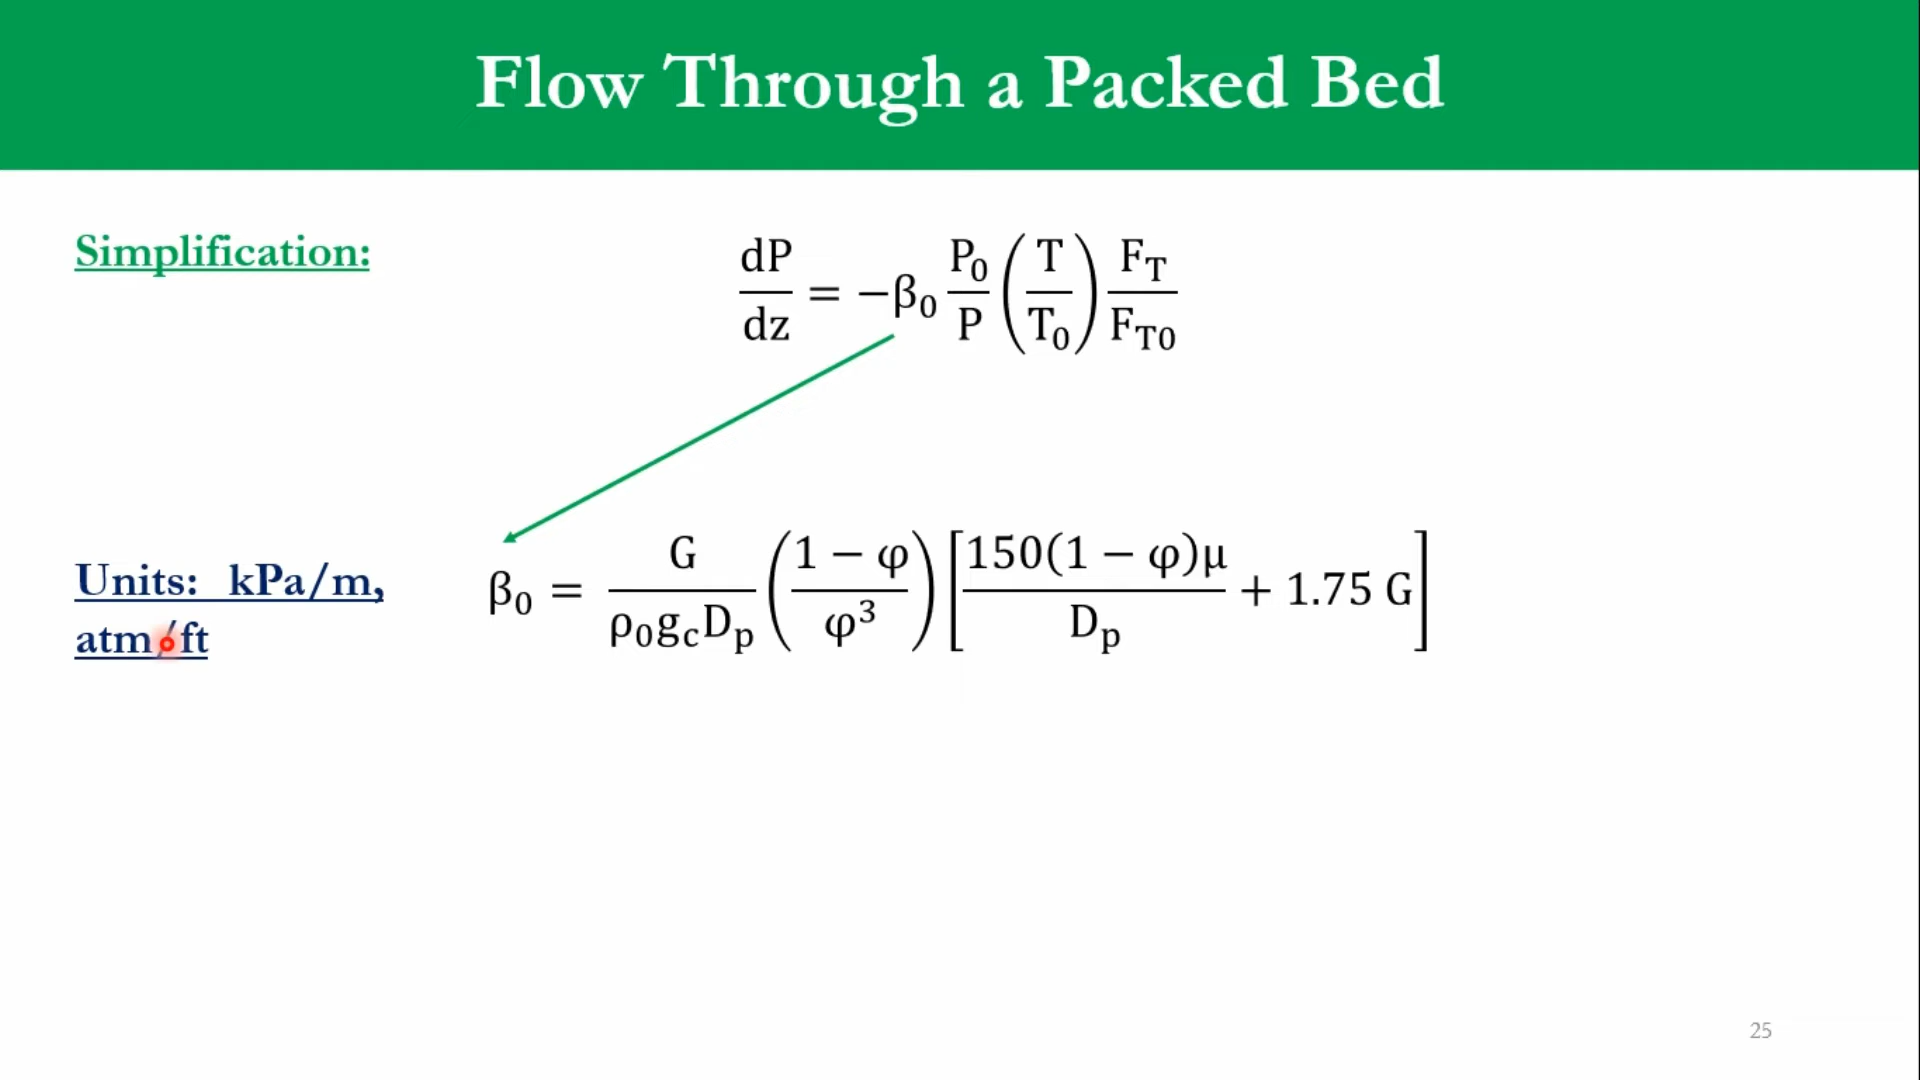 Flow Through a Packed Bed
Simplification:
dP/dz = −β₀ P₀/P (T/T₀) F_T/F_T0
Units: kPa/m,
atm/ft
β₀ = G/(ρ₀g_cD_p) ((1 − φ)/φ³) [150(1 − φ)μ/D_p + 1.75 G]
25